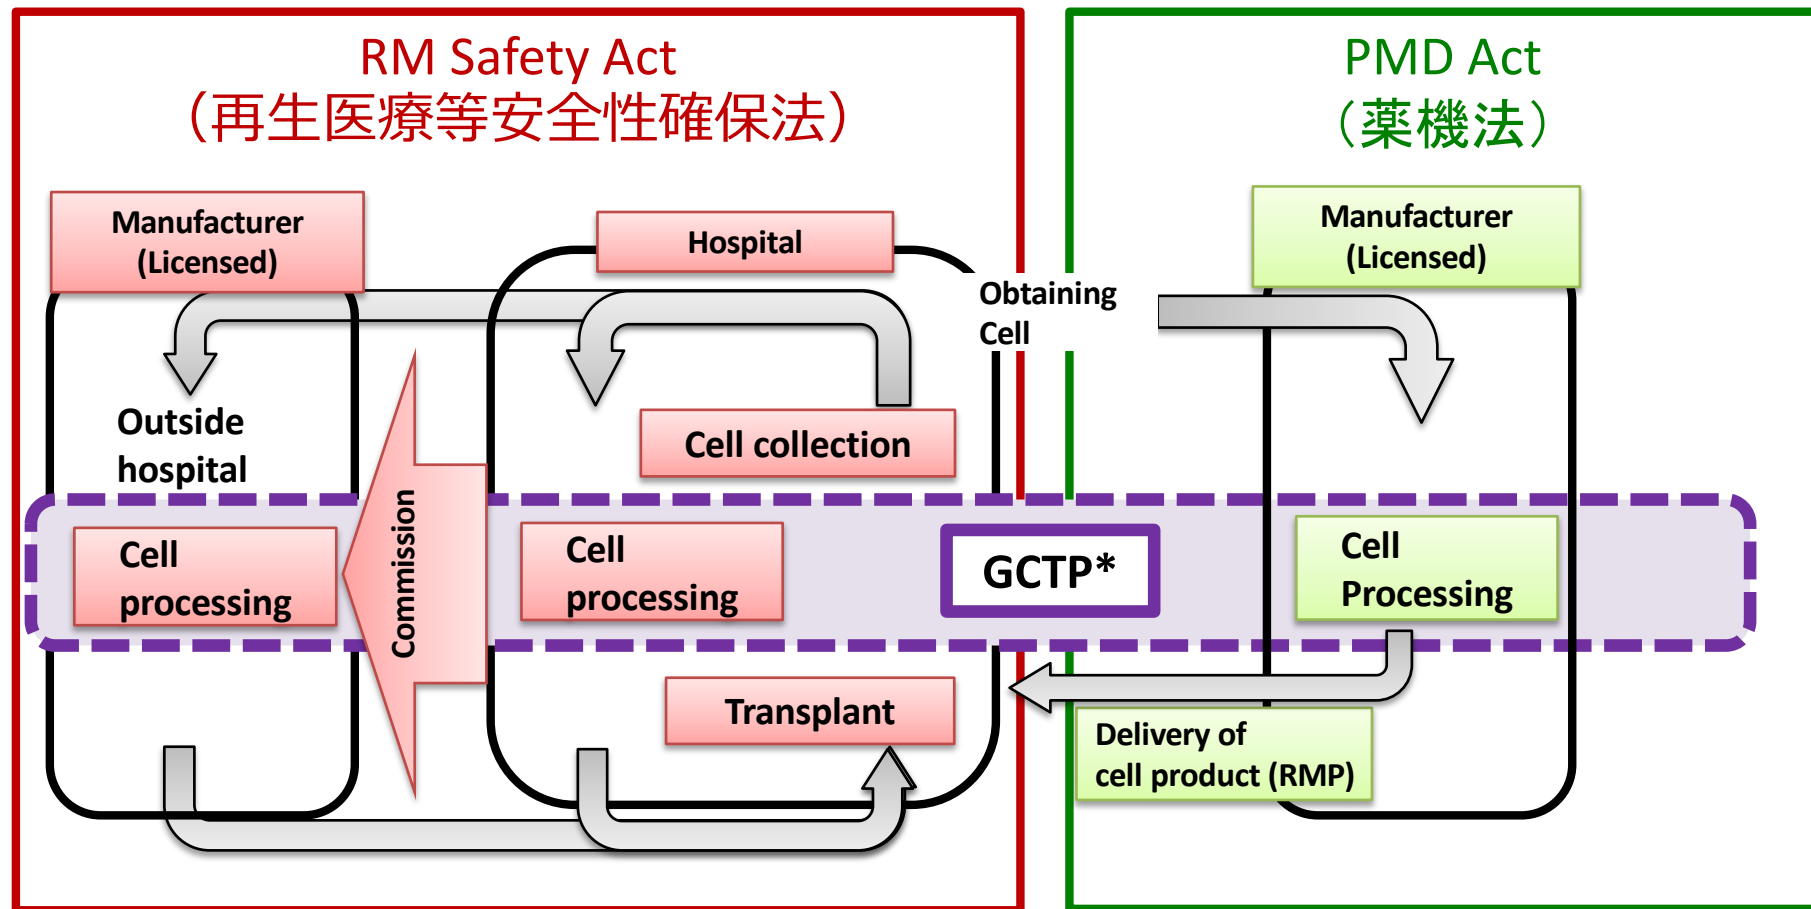 RM Safety Act
（再生医療等安全性確保法）
PMD Act
（薬機法）
Manufacturer
(Licensed)
Hospital
Manufacturer
(Licensed)
Obtaining
Cell
Outside
hospital
Cell collection
Commission
Cell
processing
Cell
processing
GCTP*
Cell
Processing
Transplant
Delivery of
cell product (RMP)